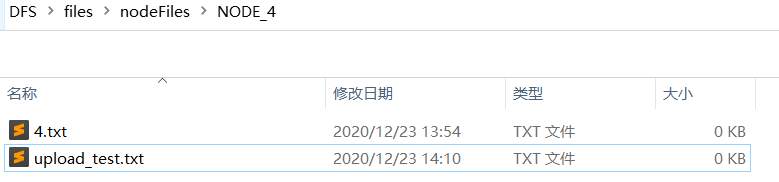 DFS > files > nodeFiles > NODE_4
名称 修改日期 类型 大小
4.txt 2020/12/23 13:54 TXT 文件 0 KB
upload_test.txt 2020/12/23 14:10 TXT 文件 0 KB